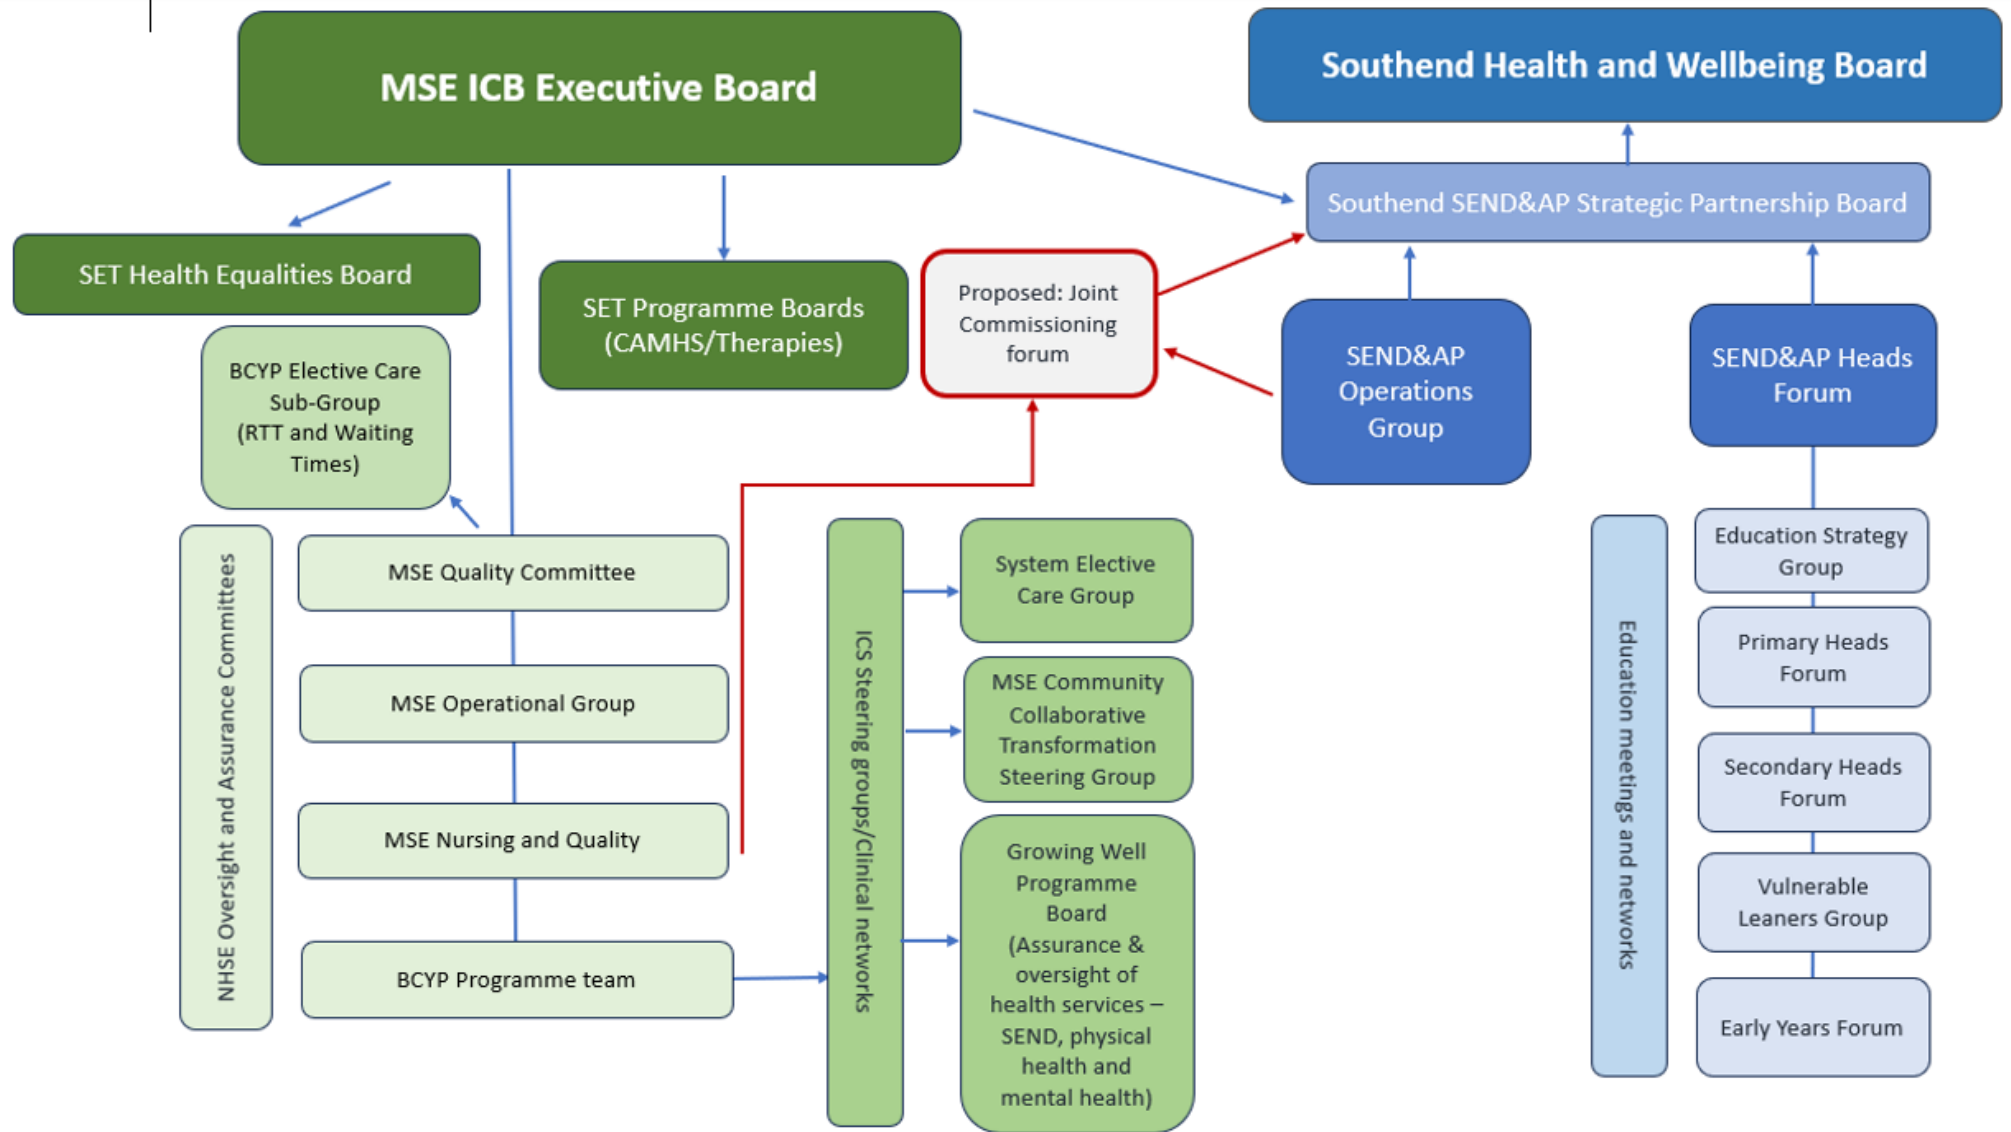 MSE ICB Executive Board
Southend Health and Wellbeing Board
Southend SEND&AP Strategic Partnership Board
SET Health Equalities Board
SET Programme Boards
(CAMHS/Therapies)
Proposed: Joint
Commissioning
forum
SEND&AP
Operations
Group
SEND&AP Heads
Forum
BCYP Elective Care
Sub-Group
(RTT and Waiting
Times)
NHSE Oversight and Assurance Committees
MSE Quality Committee
MSE Operational Group
MSE Nursing and Quality
BCYP Programme team
ICS Steering groups/Clinical networks
System Elective
Care Group
MSE Community
Collaborative
Transformation
Steering Group
Growing Well
Programme
Board
(Assurance &
oversight of
health services –
SEND, physical
health and
mental health)
Education meetings and networks
Education Strategy
Group
Primary Heads
Forum
Secondary Heads
Forum
Vulnerable
Leaners Group
Early Years Forum